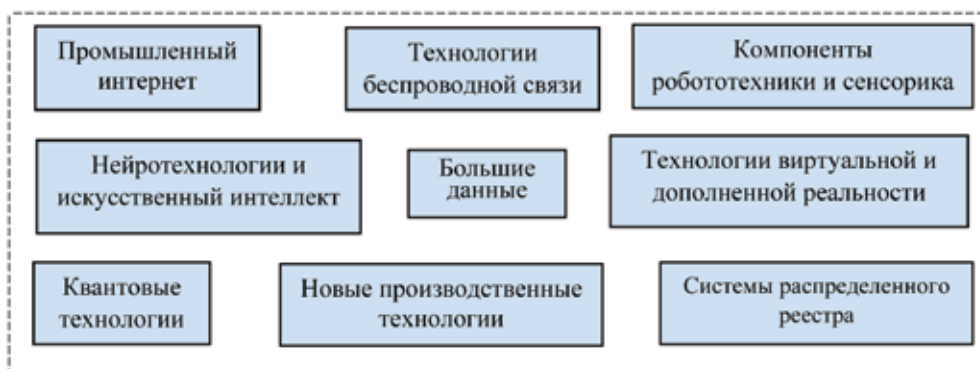 Промышленный
интернет
Технологии
беспроводной связи
Компоненты
робототехники и сенсорика
Нейротехнологии и
искусственный интеллект
Большие
данные
Технологии виртуальной и
дополненной реальности
Квантовые
технологии
Новые производственные
технологии
Системы распределенного
реестра